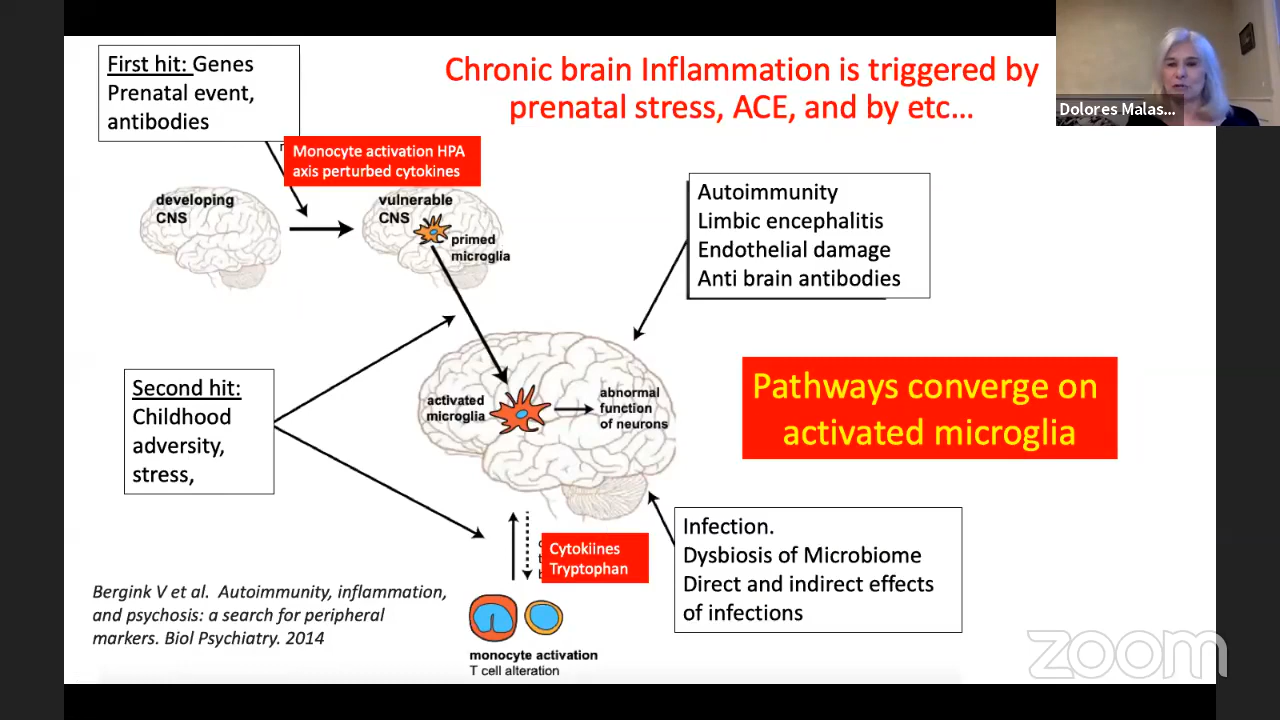 First hit: Genes
Prenatal event,
antibodies
Chronic brain Inflammation is triggered by
prenatal stress, ACE, and by etc...
Dolores Malas...
Monocyte activation HPA
axis perturbed cytokines
developing
CNS
vulnerable
CNS
primed
microglia
Autoimmunity
Limbic encephalitis
Endothelial damage
Anti brain antibodies
Second hit:
Childhood
adversity,
stress,
activated
microglia
abnormal
function
of neurons
Pathways converge on
activated microglia
Infection.
Dysbiosis of Microbiome
Direct and indirect effects
of infections
Cytokiines
Tryptophan
Bergink V et al. Autoimmunity, inflammation,
and psychosis: a search for peripheral
markers. Biol Psychiatry. 2014
monocyte activation
T cell alteration
zoom